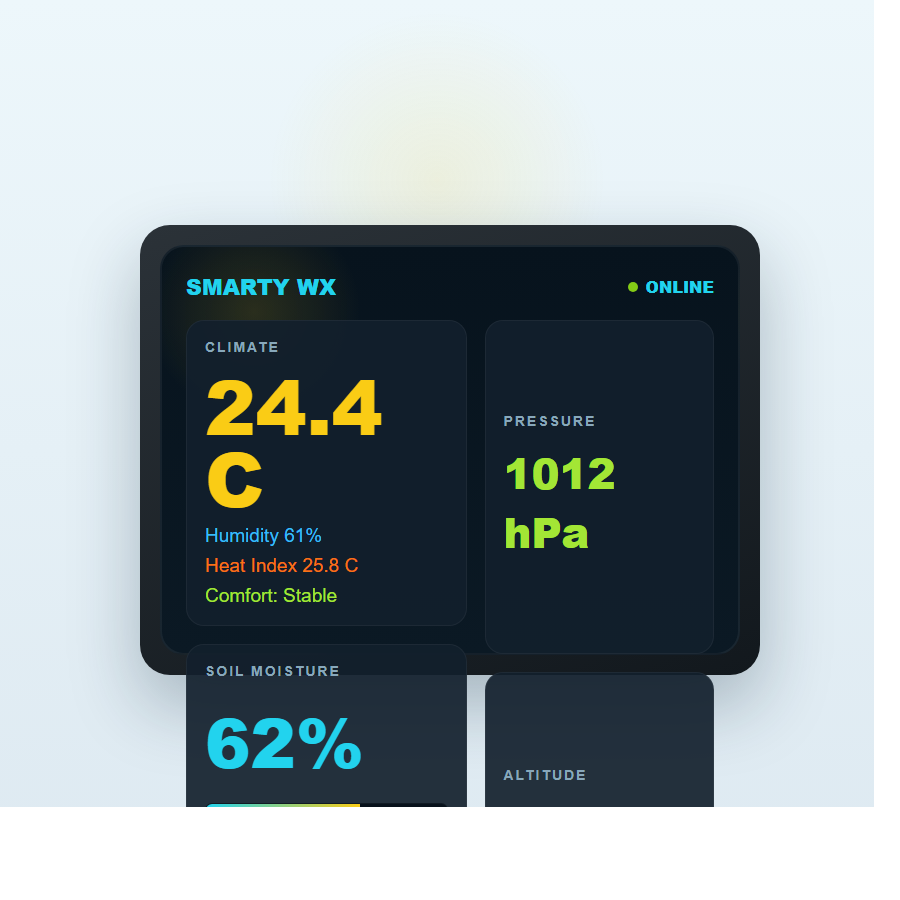 SMARTY WX
ONLINE
CLIMATE
24.4
C
Humidity 61%
Heat Index 25.8 C
Comfort: Stable
PRESSURE
1012
hPa
SOIL MOISTURE
62%
ALTITUDE